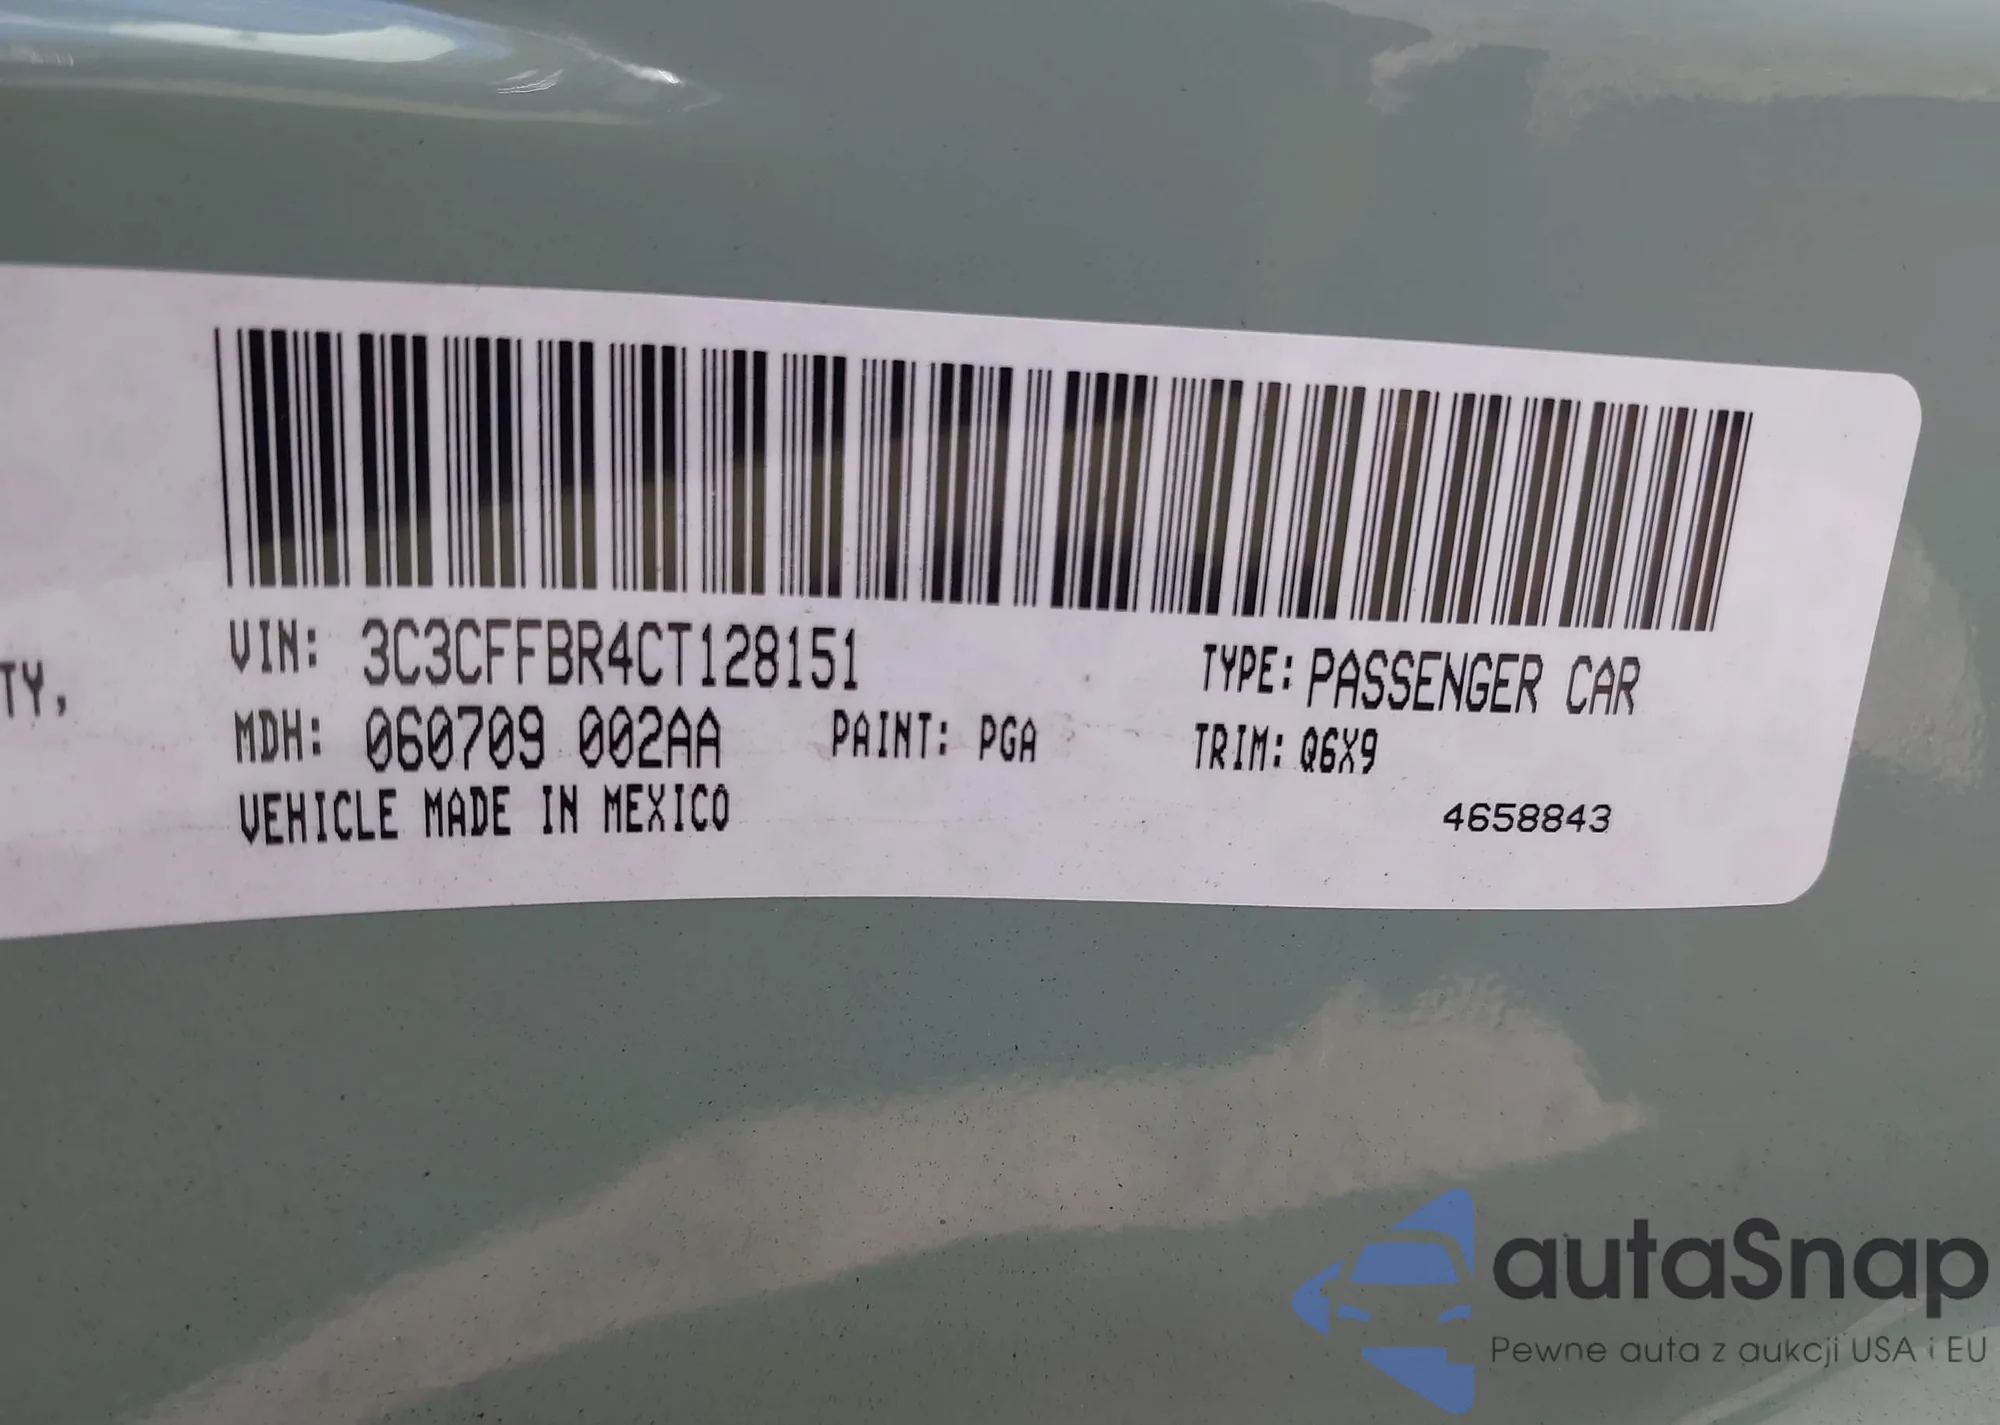 TY,
VIN: 3C3CFFBR4CT128151
TYPE: PASSENGER CAR
MDH: 060709 002AA
PAINT: PGA
TRIM: Q6X9
VEHICLE MADE IN MEXICO
4658843
autaSnap
Pewne auta z aukcji USA i EU